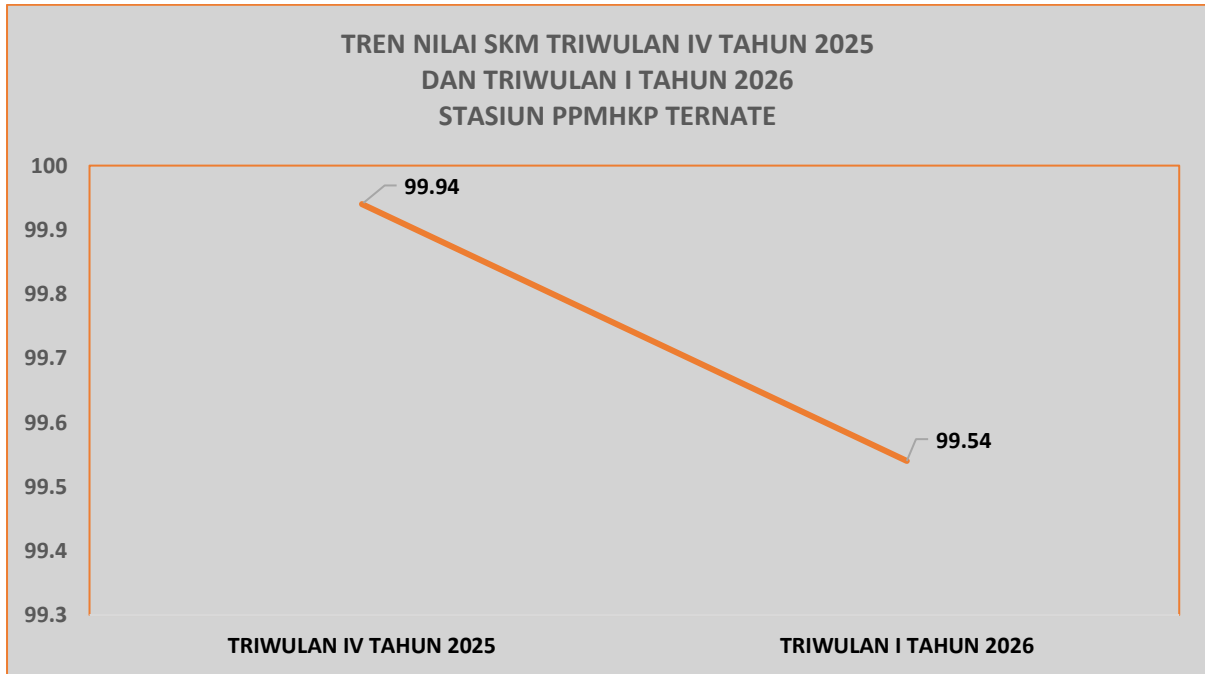 TREN NILAI SKM TRIWULAN IV TAHUN 2025
DAN TRIWULAN I TAHUN 2026
STASIUN PPMHKP TERNATE
100
99.94
99.9
99.8
99.7
99.6
99.54
99.5
99.4
99.3
TRIWULAN IV TAHUN 2025
TRIWULAN I TAHUN 2026